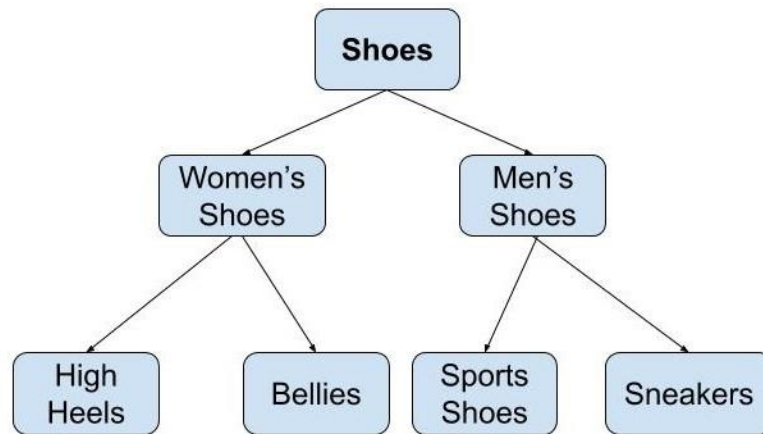 Shoes
Women’s
Shoes
Men’s
Shoes
High
Heels
Bellies
Sports
Shoes
Sneakers